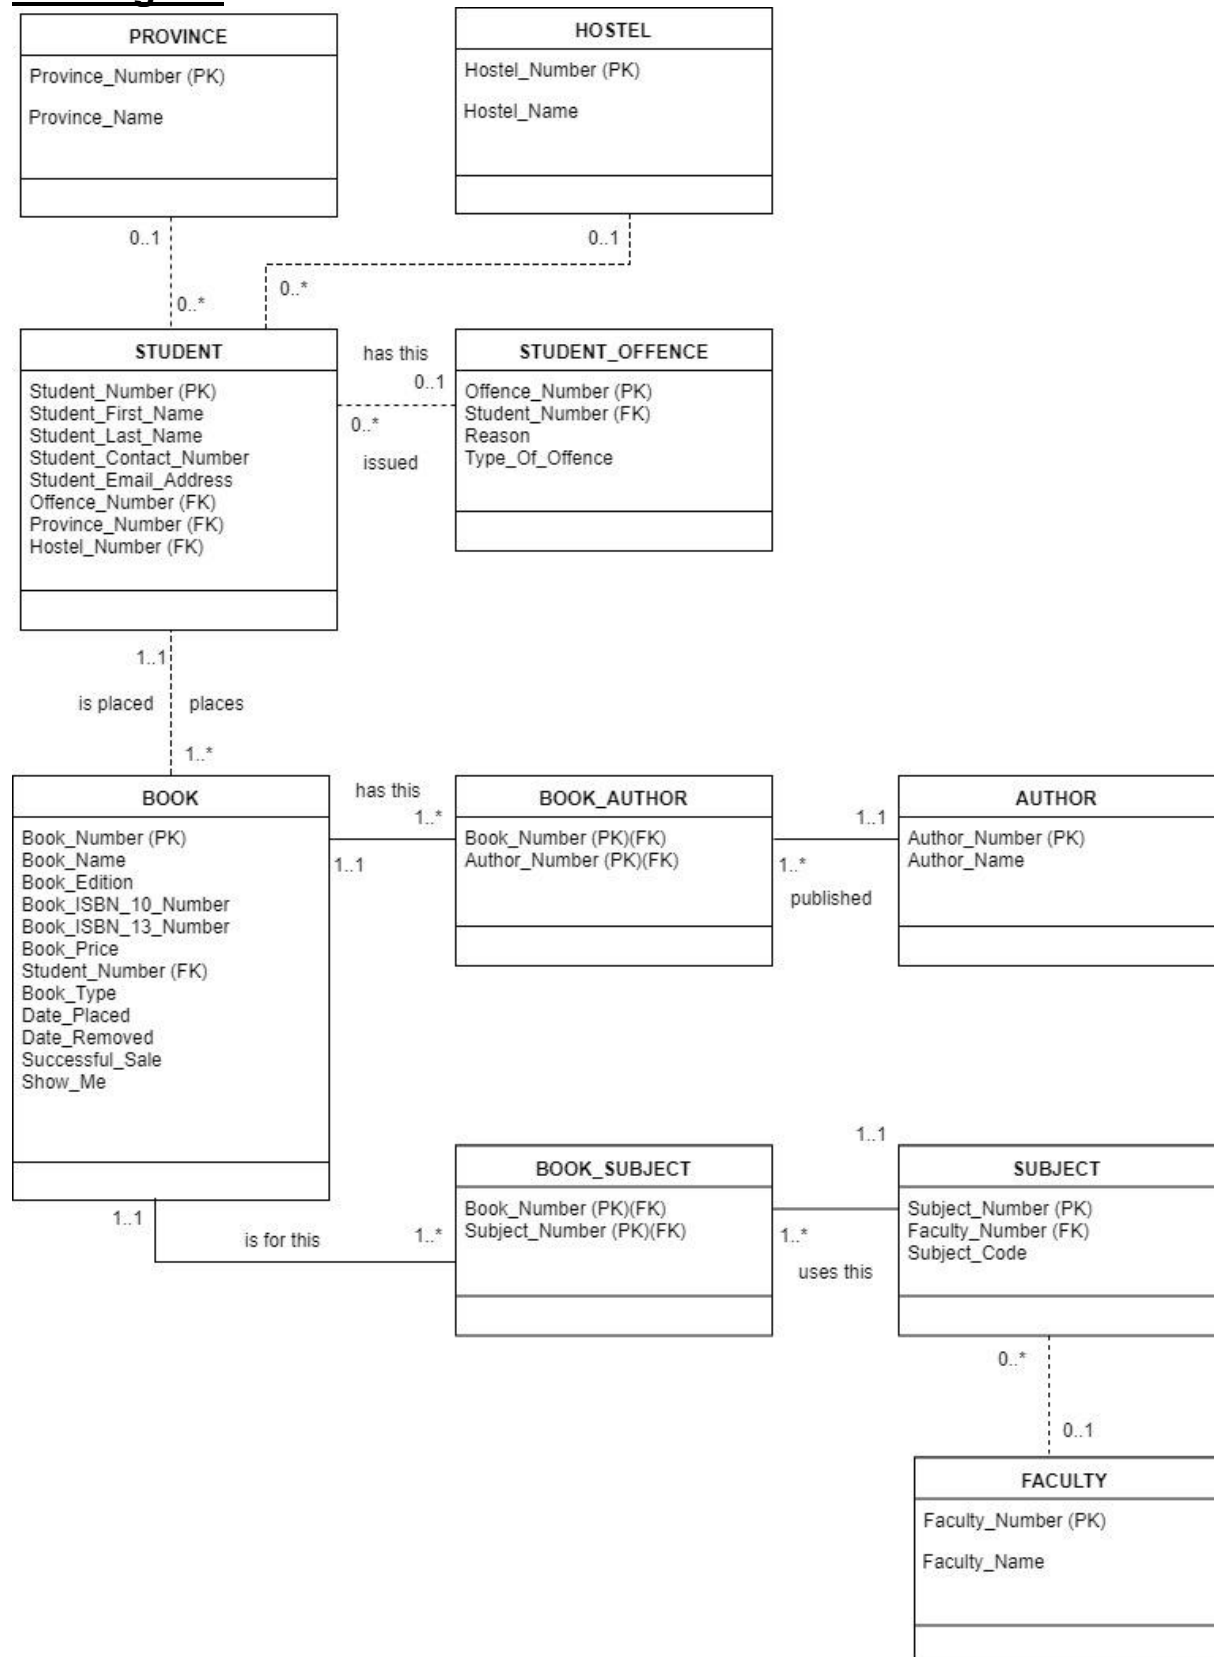 PROVINCE
Province_Number (PK)
Province_Name
HOSTEL
Hostel_Number (PK)
Hostel_Name
0..1
0..*
0..1
0..*
STUDENT
Student_Number (PK)
Student_First_Name
Student_Last_Name
Student_Contact_Number
Student_Email_Address
Offence_Number (FK)
Province_Number (FK)
Hostel_Number (FK)
has this
0..1
0..*
issued
STUDENT_OFFENCE
Offence_Number (PK)
Student_Number (FK)
Reason
Type_Of_Offence
1..1
is placed
places
1..*
BOOK
Book_Number (PK)
Book_Name
Book_Edition
Book_ISBN_10_Number
Book_ISBN_13_Number
Book_Price
Student_Number (FK)
Book_Type
Date_Placed
Date_Removed
Successful_Sale
Show_Me
has this
1..*
1..1
BOOK_AUTHOR
Book_Number (PK)(FK)
Author_Number (PK)(FK)
1..1
1..*
published
AUTHOR
Author_Number (PK)
Author_Name
1..1
is for this
1..*
BOOK_SUBJECT
Book_Number (PK)(FK)
Subject_Number (PK)(FK)
1..1
1..*
uses this
SUBJECT
Subject_Number (PK)
Faculty_Number (FK)
Subject_Code
0..*
0..1
FACULTY
Faculty_Number (PK)
Faculty_Name